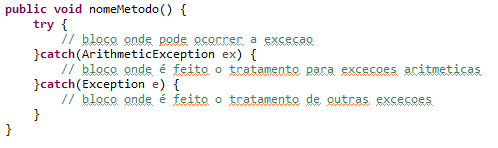 public void nomeMetodo() {
try {
// bloco onde pode ocorrer a excecao
}catch(ArithmeticException ex) {
// bloco onde é feito o tratamento para excecoes aritmeticas
}catch(Exception e) {
// bloco onde é feito o tratamento de outras excecoes
}
}